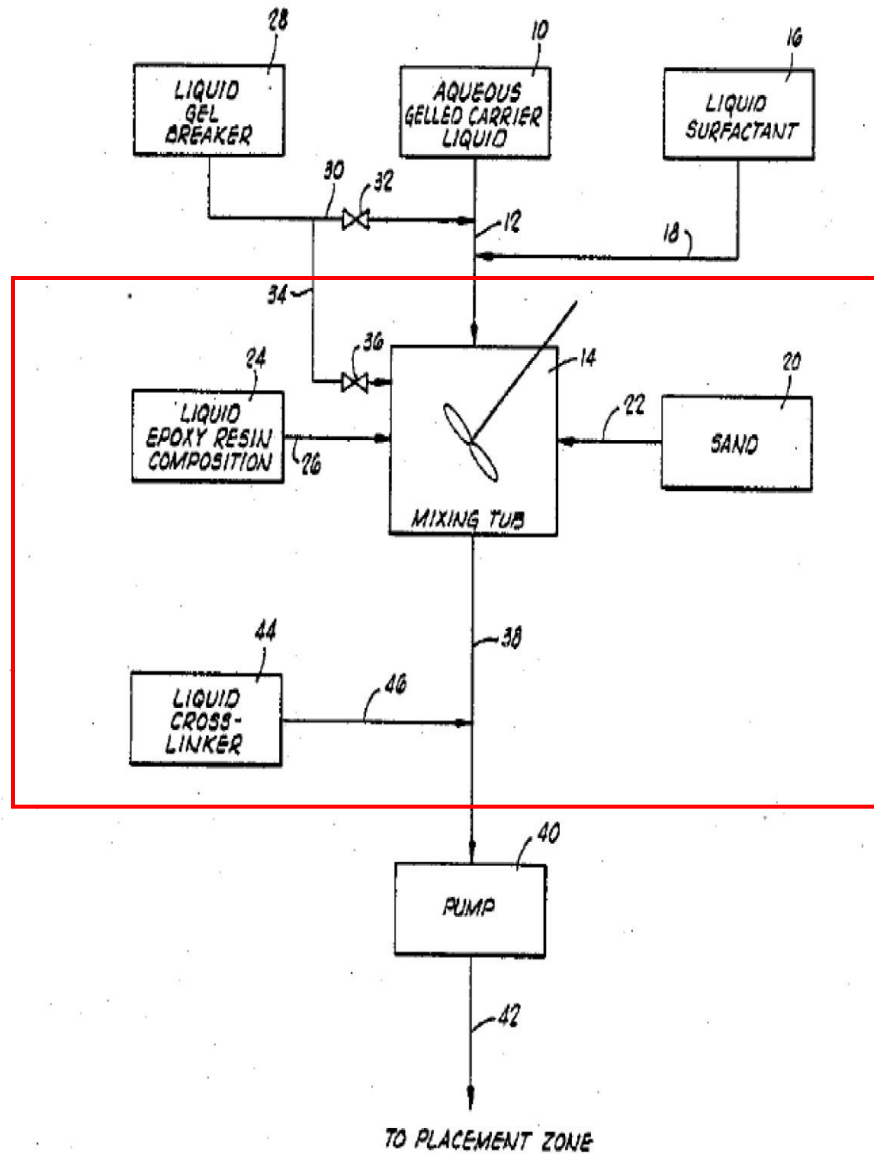 28
10
16
LIQUID
GEL
BREAKER
AQUEOUS
GELLED CARRIER
LIQUID
LIQUID
SURFACTANT
30
32
12
18
34
36
14
24
20
LIQUID
EPOXY RESIN
COMPOSITION
26
22
SAND
MIXING TUB
38
44
46
LIQUID
CROSS-
LINKER
40
PUMP
42
TO PLACEMENT ZONE